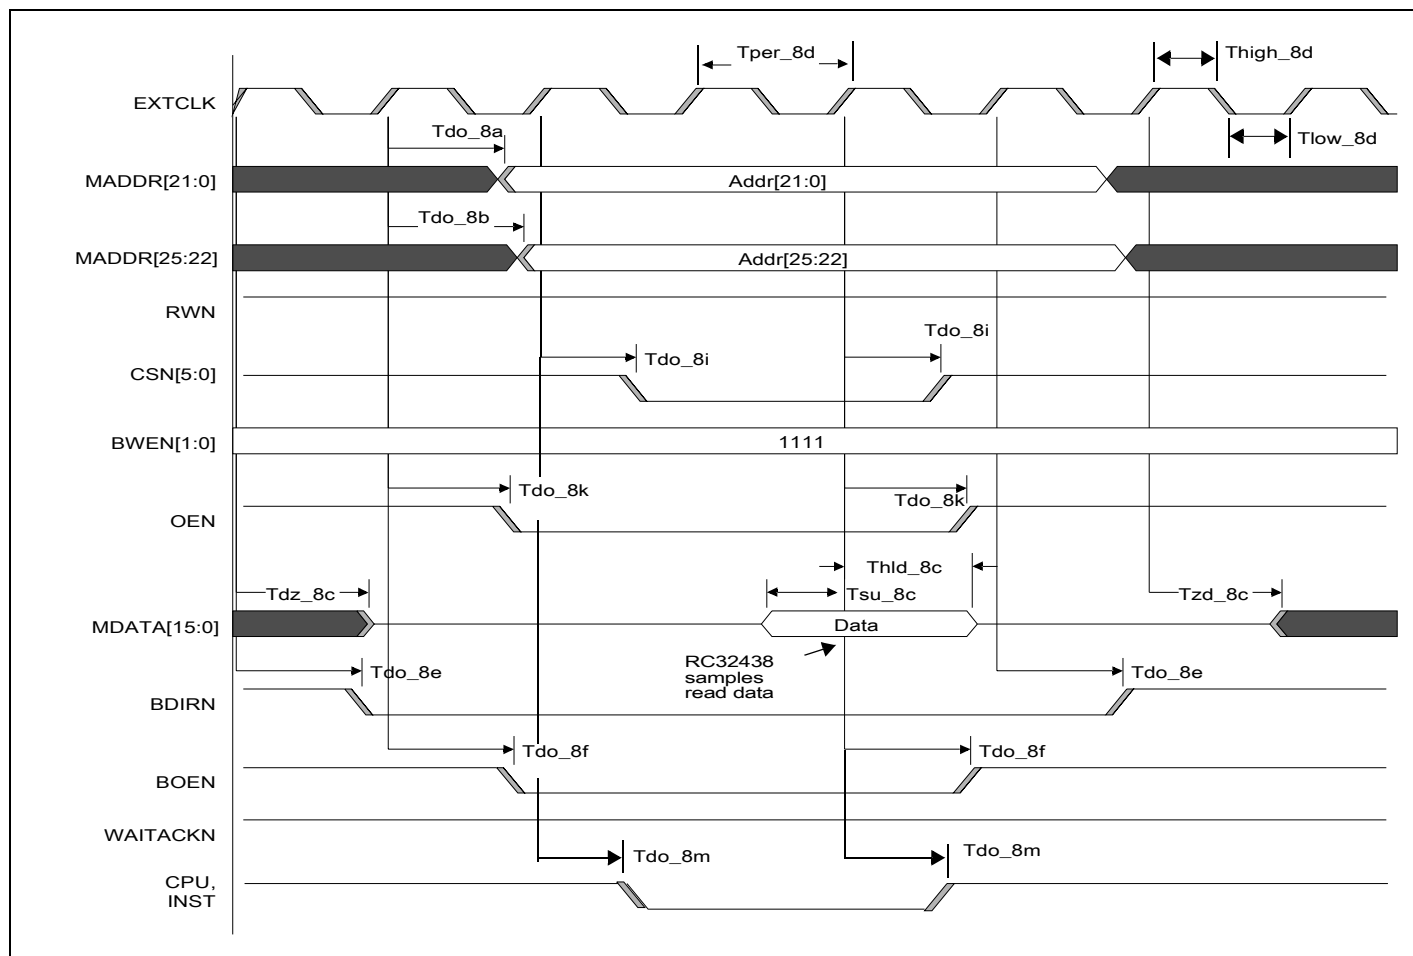 Tper_8d
Thigh_8d
EXTCLK
Tdo_8a
Tlow_8d
MADDR[21:0]
Addr[21:0]
Tdo_8b
MADDR[25:22]
Addr[25:22]
RWN
Tdo_8i
Tdo_8i
CSN[5:0]
BWEN[1:0]
1111
Tdo_8k
Tdo_8k
OEN
Thld_8c
Tdz_8c
Tsu_8c
Tzd_8c
MDATA[15:0]
Data
RC32438
samples
read data
Tdo_8e
Tdo_8e
BDIRN
Tdo_8f
Tdo_8f
BOEN
WAITACKN
Tdo_8m
Tdo_8m
CPU,
INST